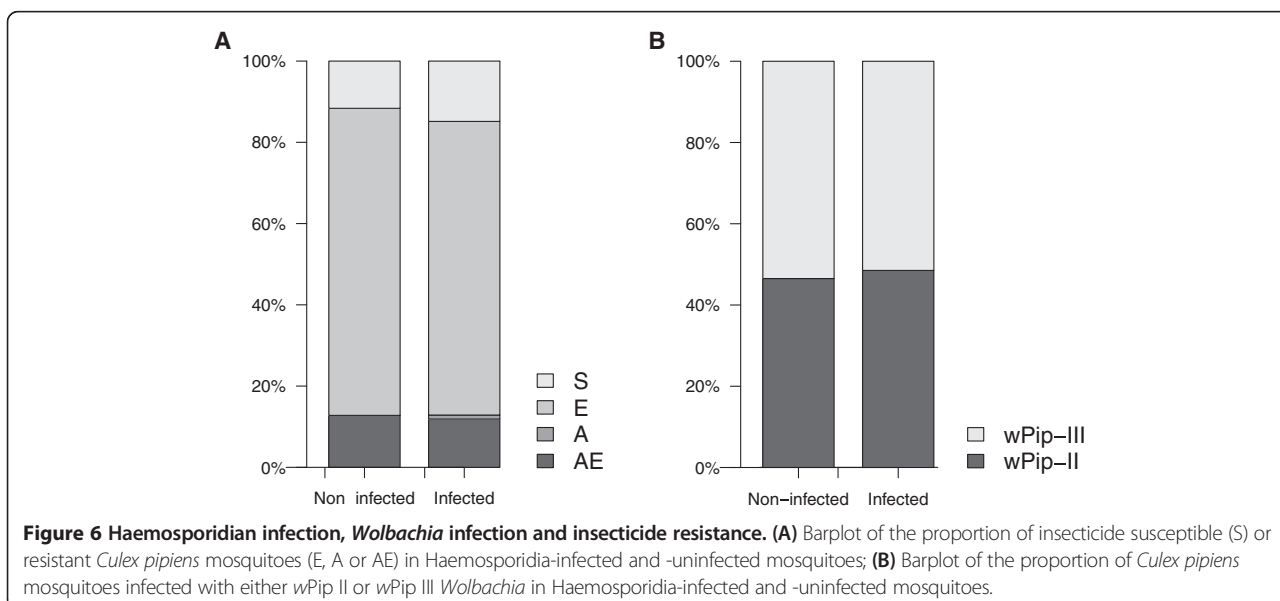 A
100%
80%
60%
40%
20%
0%
Non infected Infected
S
E
A
AE
B
100%
80%
60%
40%
20%
0%
Non–infected Infected
wPip–III
wPip–II
Figure 6 Haemosporidian infection, Wolbachia infection and insecticide resistance. (A) Barplot of the proportion of insecticide susceptible (S) or
resistant Culex pipiens mosquitoes (E, A or AE) in Haemosporidia-infected and -uninfected mosquitoes; (B) Barplot of the proportion of Culex pipiens
mosquitoes infected with either wPip II or wPip III Wolbachia in Haemosporidia-infected and -uninfected mosquitoes.